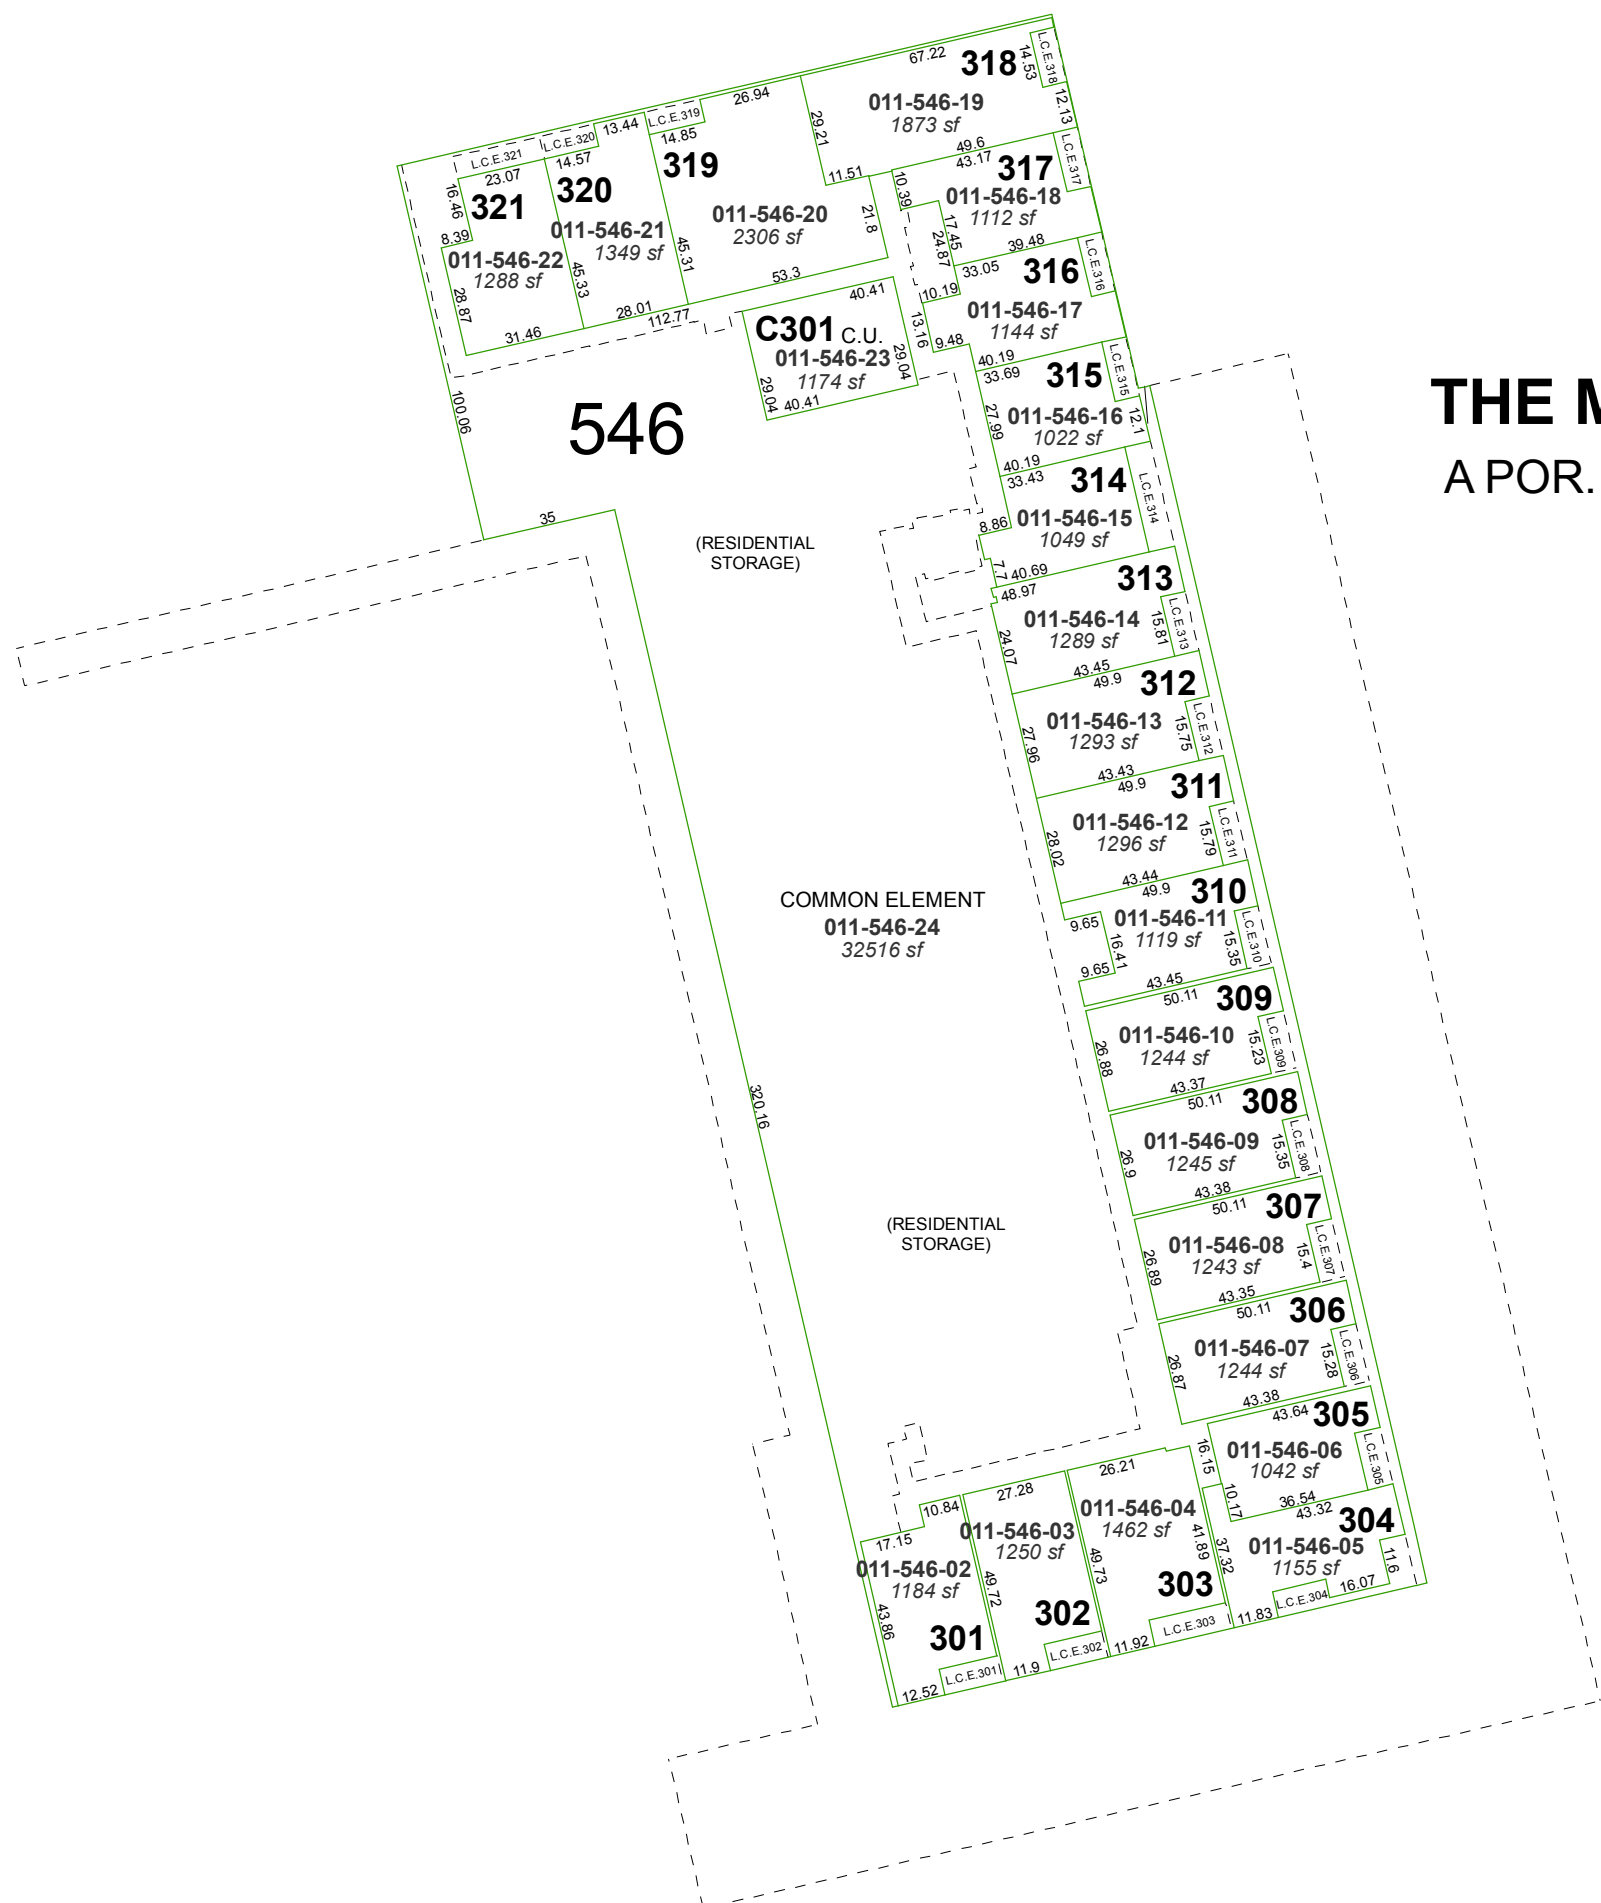 67.22
318
14.53
L.C.E.318
12.13
011-546-19
1873 sf
29.21
11.51
49.6
26.94
L.C.E.319
14.85
319
011-546-20
2306 sf
21.8
45.31
53.3
13.44
L.C.E.320
14.57
320
011-546-21
1349 sf
45.33
28.01
L.C.E.321
23.07
16.46
321
8.39
011-546-22
1288 sf
28.87
31.46
112.77
100.06
43.17
317
L.C.E.317
10.39
011-546-18
1112 sf
17.45
24.87
39.48
33.05
316
L.C.E.316
10.19
011-546-17
1144 sf
13.16
9.48
40.19
40.41
C301 C.U.
011-546-23
1174 sf
29.04
29.04
40.41
546
THE M
A POR.
33.69
315
L.C.E.315
011-546-16
1022 sf
27.99
12.1
40.19
33.43
314
L.C.E.314
011-546-15
1049 sf
8.86
7.7
40.69
35
(RESIDENTIAL
STORAGE)
48.97
313
L.C.E.313
011-546-14
1289 sf
15.81
24.07
43.45
49.9
312
L.C.E.312
011-546-13
1293 sf
15.75
27.96
43.43
49.9
311
L.C.E.311
011-546-12
1296 sf
15.79
28.02
43.44
49.9
310
L.C.E.310
011-546-11
1119 sf
9.65
16.41
15.35
9.65
43.45
COMMON ELEMENT
011-546-24
32516 sf
50.11
309
L.C.E.309
011-546-10
1244 sf
15.23
26.88
43.37
50.11
308
L.C.E.308
011-546-09
1245 sf
15.35
26.9
43.38
320.16
50.11
307
L.C.E.307
011-546-08
1243 sf
15.4
26.89
43.35
(RESIDENTIAL
STORAGE)
50.11
306
L.C.E.306
011-546-07
1244 sf
15.28
26.87
43.38
43.64
305
L.C.E.305
16.15
011-546-06
1042 sf
10.17
36.54
43.32
304
011-546-05
1155 sf
37.32
11.6
16.07
L.C.E.304
11.83
26.21
011-546-04
1462 sf
41.89
49.73
303
L.C.E.303
11.92
27.28
011-546-03
1250 sf
49.72
302
L.C.E.302
11.9
10.84
17.15
011-546-02
1184 sf
43.86
301
L.C.E.301
12.52